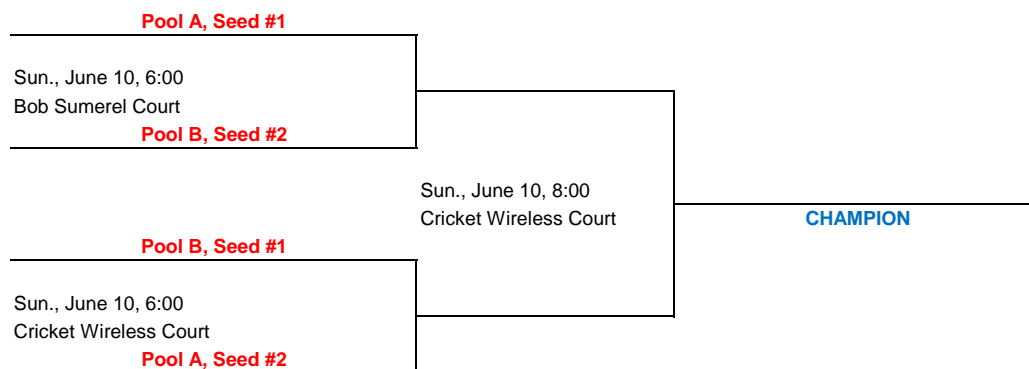 Pool A, Seed #1
Sun., June 10, 6:00
Bob Sumerel Court
Pool B, Seed #2
Sun., June 10, 8:00
Cricket Wireless Court
CHAMPION
Pool B, Seed #1
Sun., June 10, 6:00
Cricket Wireless Court
Pool A, Seed #2